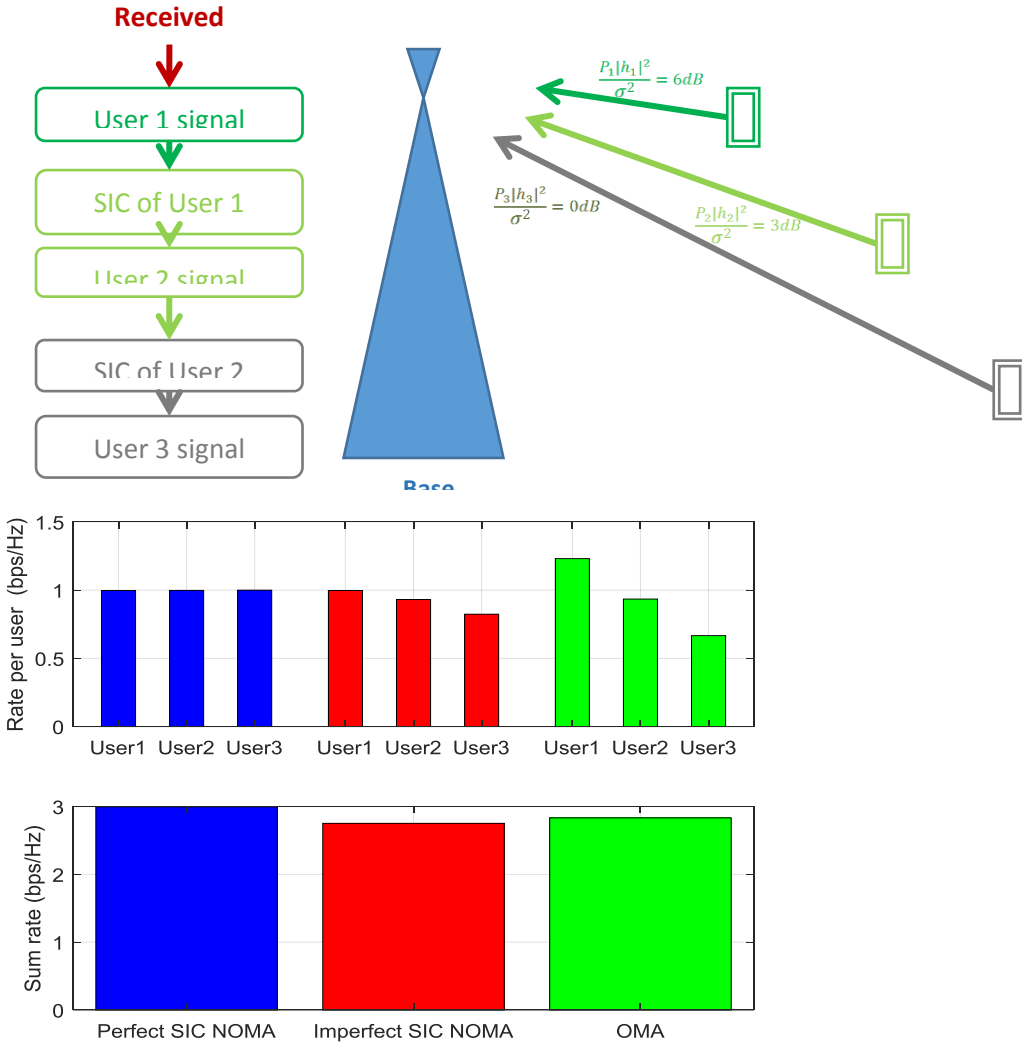 Received
User 1 signal
SIC of User 1
User 2 signal
SIC of User 2
User 3 signal
Base
P₁|h₁|²/σ² = 6dB
P₂|h₂|²/σ² = 3dB
P₃|h₃|²/σ² = 0dB
Rate per user (bps/Hz)
1.5
1
0.5
0
User1 User2 User3 User1 User2 User3 User1 User2 User3
Sum rate (bps/Hz)
3
2
1
0
Perfect SIC NOMA Imperfect SIC NOMA OMA